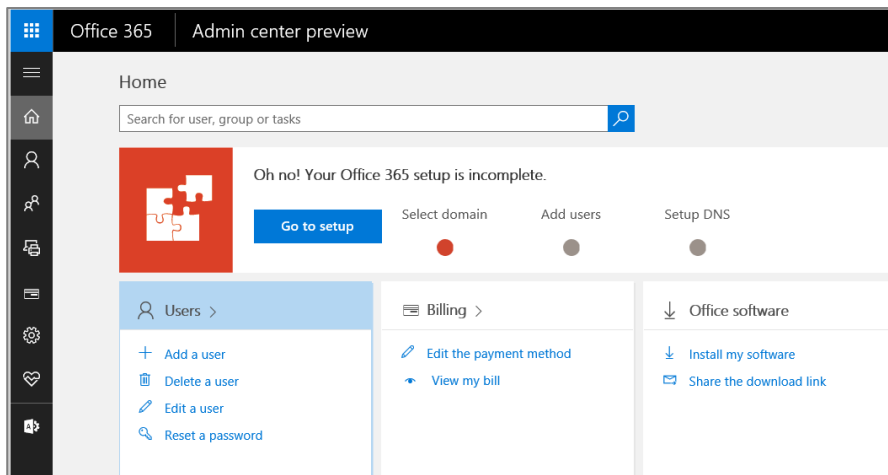 Office 365 Admin center preview
Home
Search for user, group or tasks
Oh no! Your Office 365 setup is incomplete.
Go to setup
Select domain Add users Setup DNS
Users >
Add a user
Delete a user
Edit a user
Reset a password
Billing >
Edit the payment method
View my bill
Office software
Install my software
Share the download link